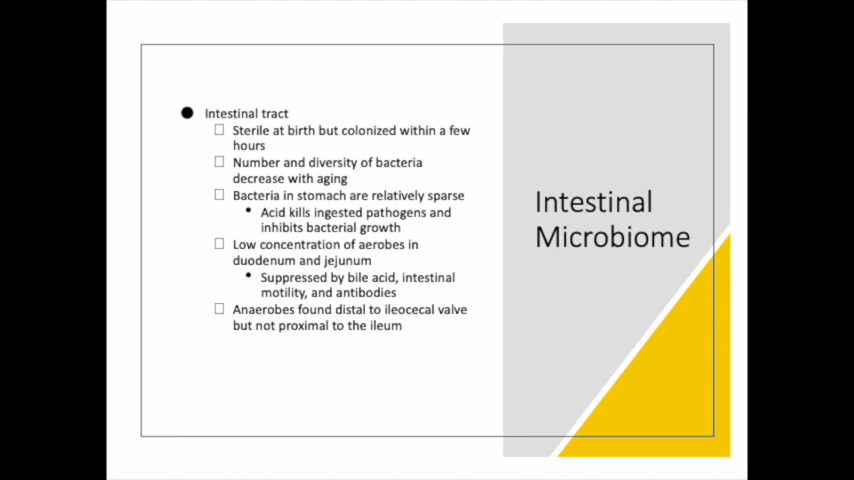 Intestinal tract
Sterile at birth but colonized within a few
hours
Number and diversity of bacteria
decrease with aging
Bacteria in stomach are relatively sparse
Acid kills ingested pathogens and
inhibits bacterial growth
Low concentration of aerobes in
duodenum and jejunum
Suppressed by bile acid, intestinal
motility, and antibodies
Anaerobes found distal to ileocecal valve
but not proximal to the ileum
Intestinal
Microbiome